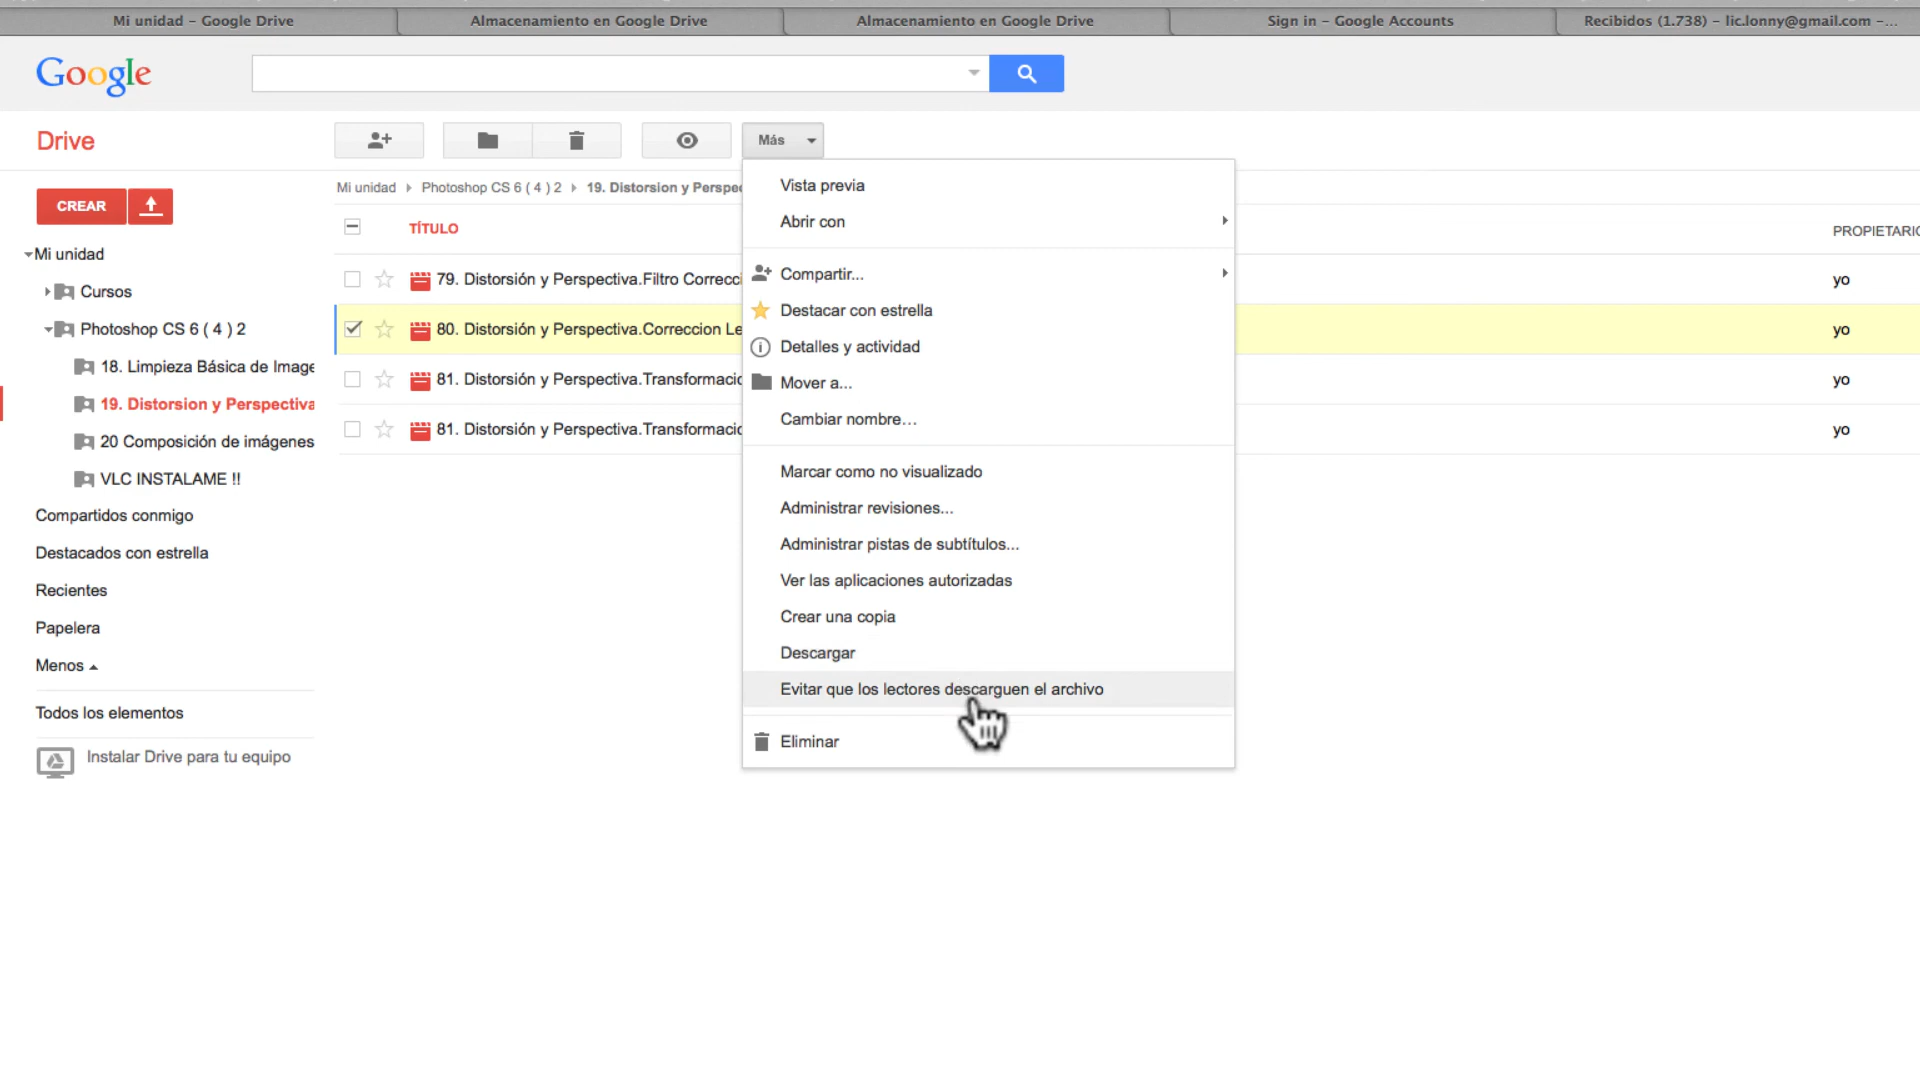 Mi unidad – Google Drive
Almacenamiento en Google Drive
Almacenamiento en Google Drive
Sign in – Google Accounts
Recibidos (1.738) – lic.lonny@gmail.com –...
Google
Drive
Más
CREAR
Mi unidad
Cursos
Photoshop CS 6 ( 4 ) 2
18. Limpieza Básica de Image
19. Distorsion y Perspectiva
20 Composición de imágenes
VLC INSTALAME !!
Compartidos conmigo
Destacados con estrella
Recientes
Papelera
Menos
Todos los elementos
Instalar Drive para tu equipo
Mi unidad Photoshop CS 6 ( 4 ) 2 19. Distorsion y Perspec
TÍTULO
PROPIETARIO
79. Distorsión y Perspectiva.Filtro Correcci
yo
80. Distorsión y Perspectiva.Correccion Le
yo
81. Distorsión y Perspectiva.Transformacio
yo
81. Distorsión y Perspectiva.Transformacio
yo
Vista previa
Abrir con
Compartir...
Destacar con estrella
Detalles y actividad
Mover a...
Cambiar nombre...
Marcar como no visualizado
Administrar revisiones...
Administrar pistas de subtítulos...
Ver las aplicaciones autorizadas
Crear una copia
Descargar
Evitar que los lectores descarguen el archivo
Eliminar